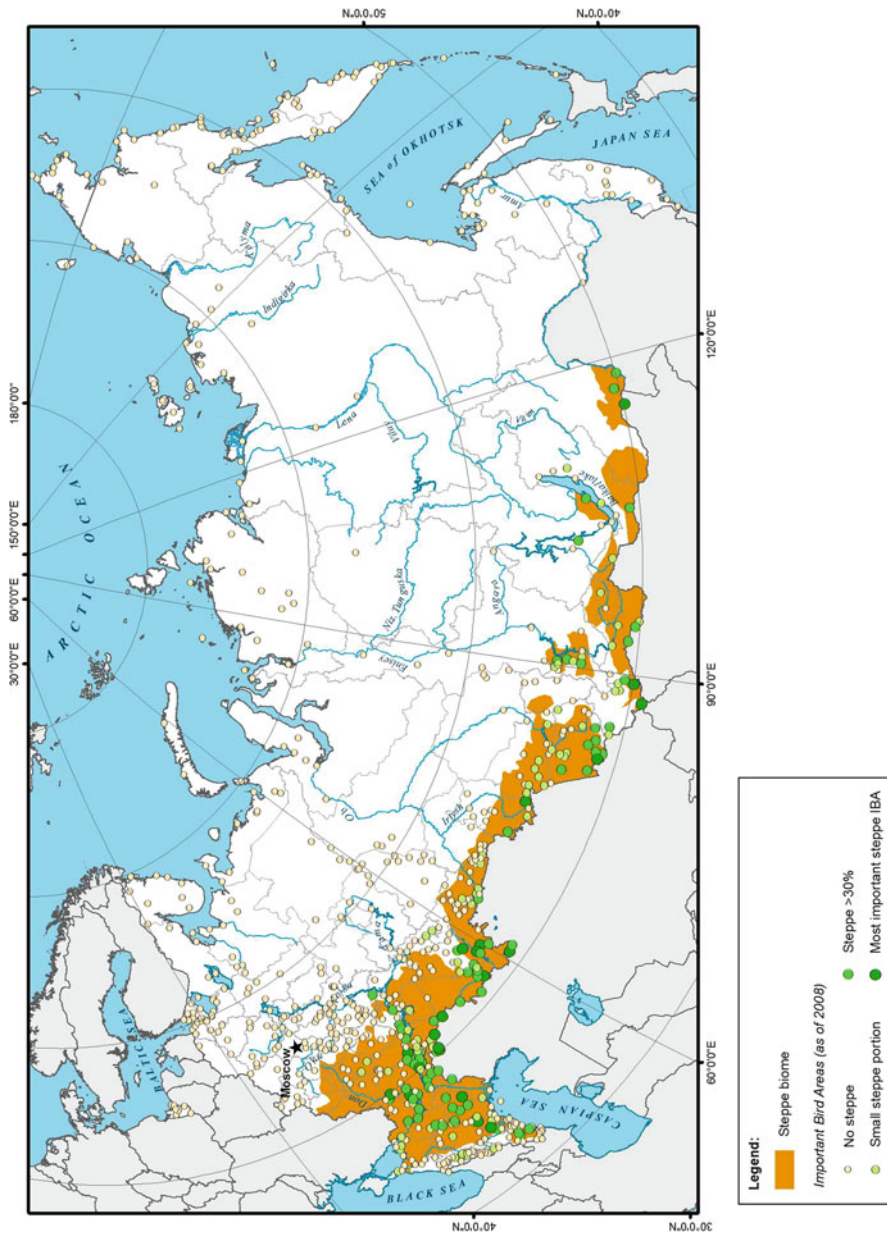 180°0'0"
150°0'0"E
60°0'0"E
30°0'0"E
50°0'0"N
40°0'0"N
ARCTIC OCEAN
SEA of OKHOTSK
JAPAN SEA
Kolyma
Indigirka
Amur
Lena
Viluy
Vitim
Baikal lake
Niz. Tunguska
Angara
Enisey
Ob
Irtysh
Kama
Volga
Oka
Don
Moscow
BALTIC SEA
BLACK SEA
CASPIAN SEA
120°0'0"E
90°0'0"E
60°0'0"E
40°0'0"N
30°0'0"N
Legend:
Steppe biome
Important Bird Areas (as of 2008)
No steppe
Steppe >30%
Small steppe portion
Most important steppe IBA